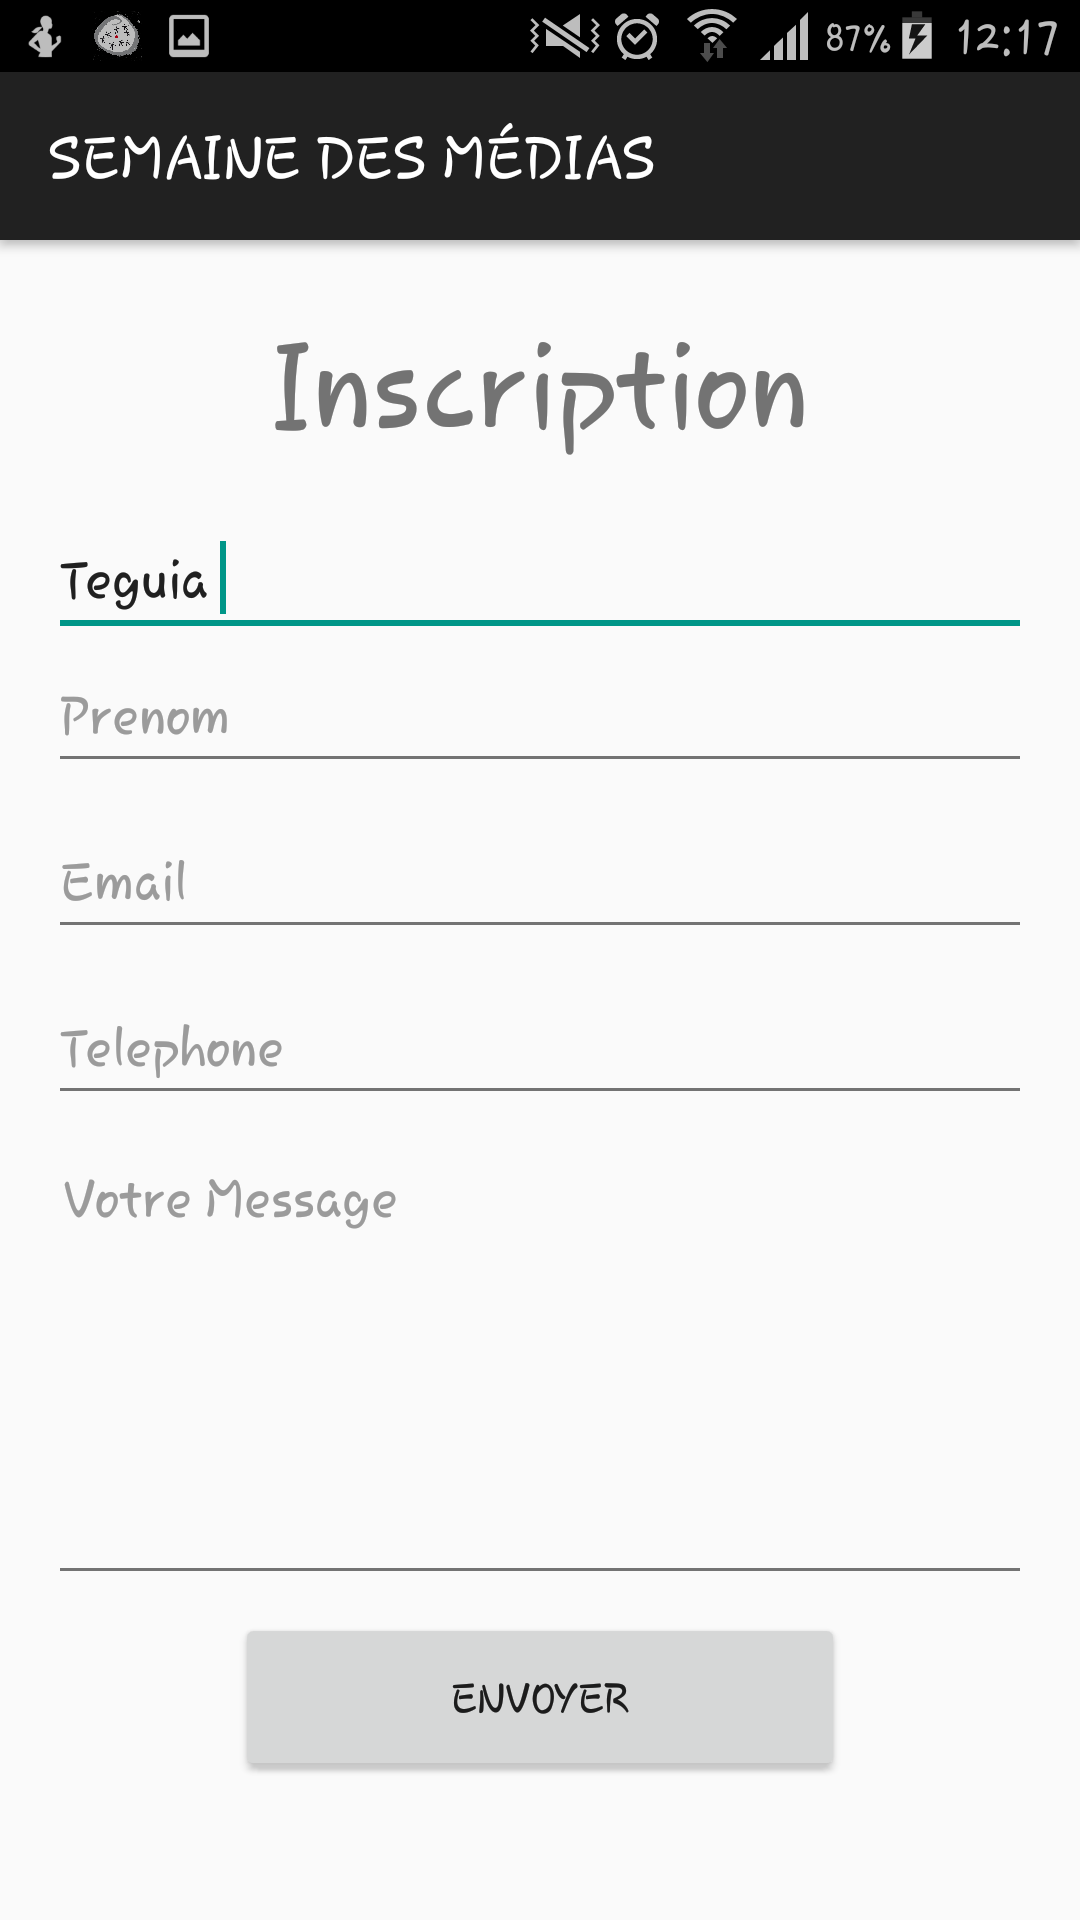 87% 12:17
SEMAINE DES MÉDIAS
Inscription
Teguia
Prenom
Email
Telephone
Votre Message
ENVOYER